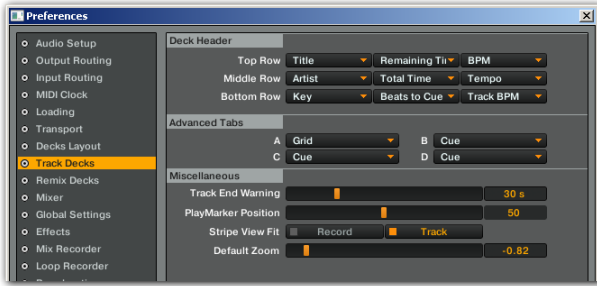 Preferences
Audio Setup
Output Routing
Input Routing
MIDI Clock
Loading
Transport
Decks Layout
Track Decks
Remix Decks
Mixer
Global Settings
Effects
Mix Recorder
Loop Recorder
Deck Header
Top Row Title Remaining Tir BPM
Middle Row Artist Total Time Tempo
Bottom Row Key Beats to Cue Track BPM
Advanced Tabs
A Grid B Cue
C Cue D Cue
Miscellaneous
Track End Warning 30 s
PlayMarker Position 50
Stripe View Fit Record Track
Default Zoom -0.82